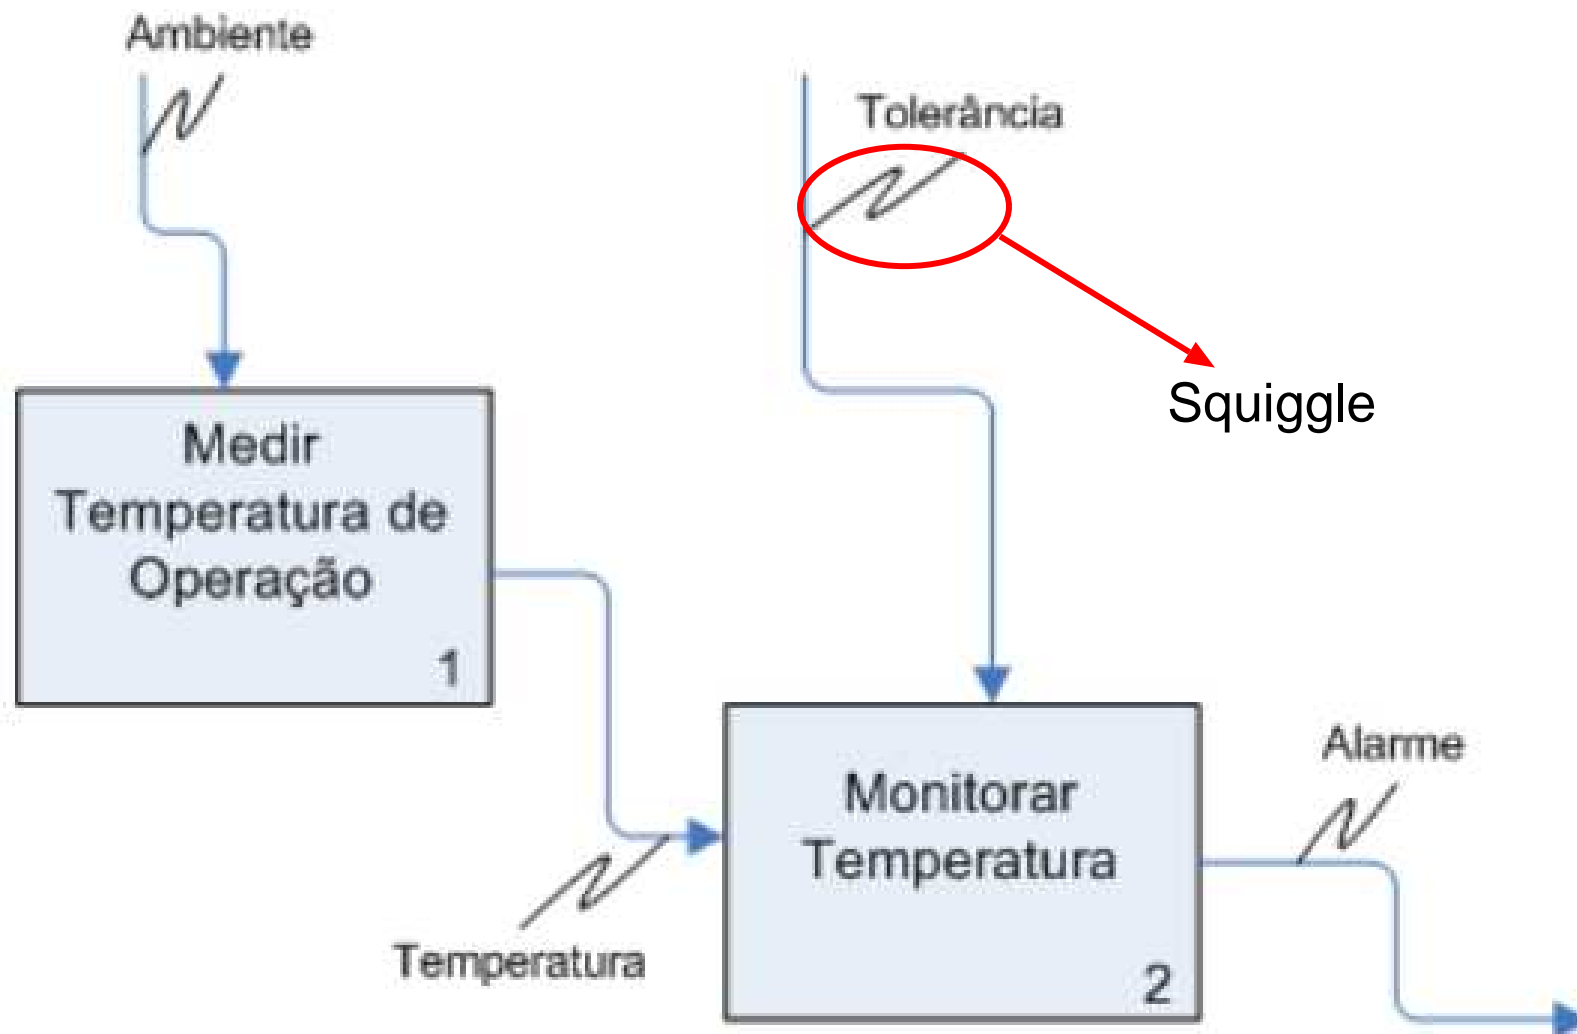 Ambiente
Tolerância
Squiggle
Medir
Temperatura de
Operação
1
Alarme
Monitorar
Temperatura
Temperatura
2